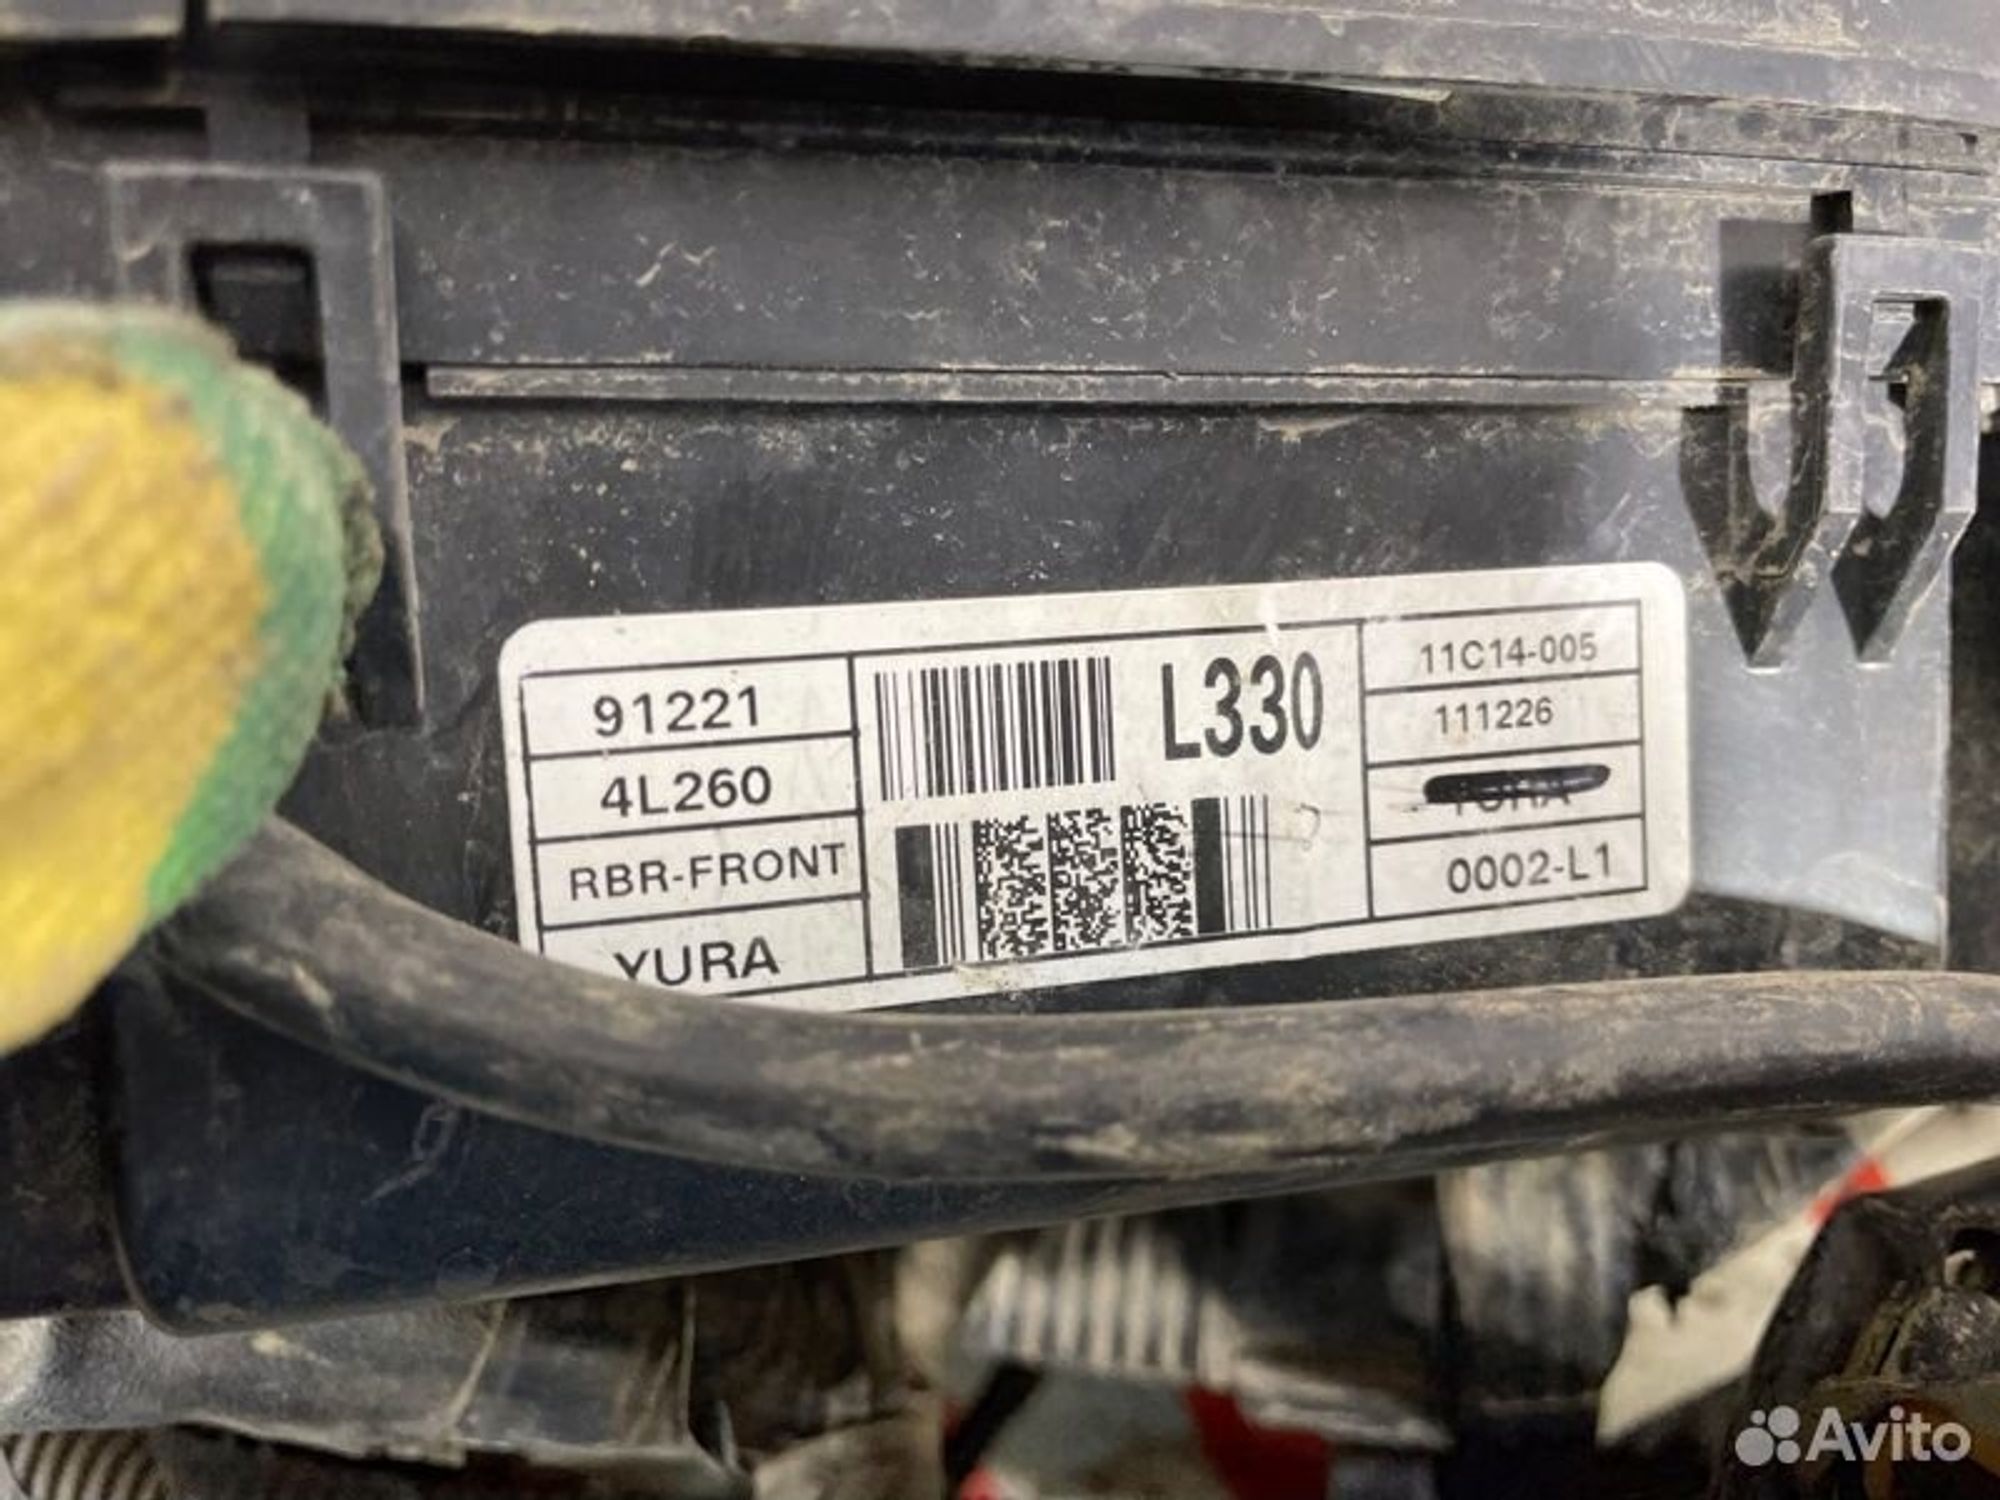 91221
4L260
RBR-FRONT
YURA
L330
11C14-005
111226
0002-L1
Avito